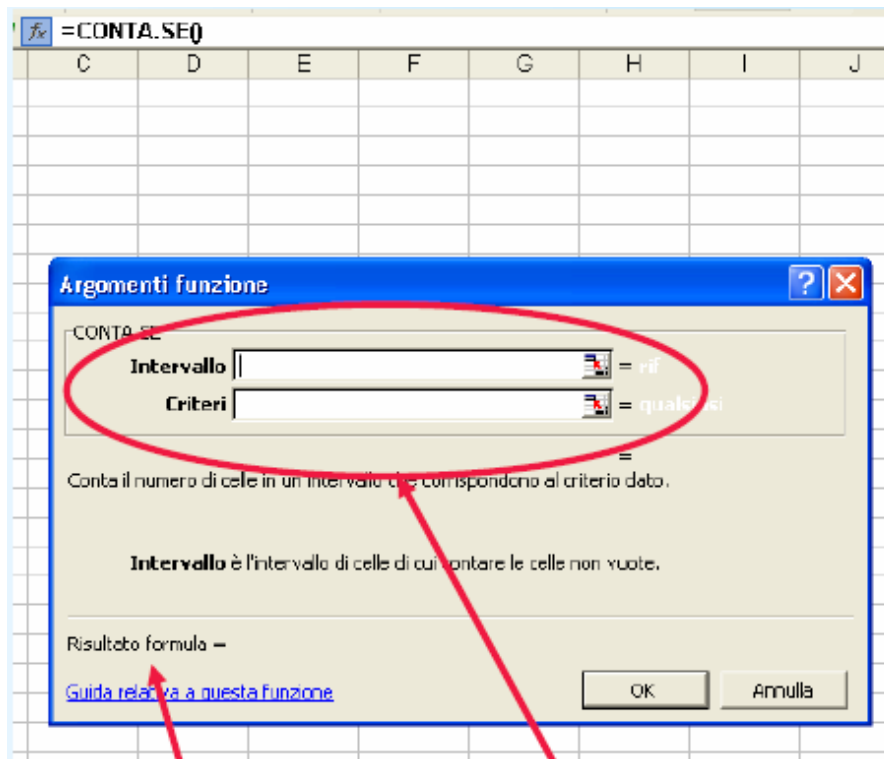 fx =CONTA.SE()
C D E F G H I J
Argomenti funzione
CONTA.SE
Intervallo = rif
Criteri = qualsiasi
=
Conta il numero di celle in un intervallo che corrispondono al criterio dato.
Intervallo è l'intervallo di celle di cui contare le celle non vuote.
Risultato formula =
Guida relativa a questa funzione OK Annulla